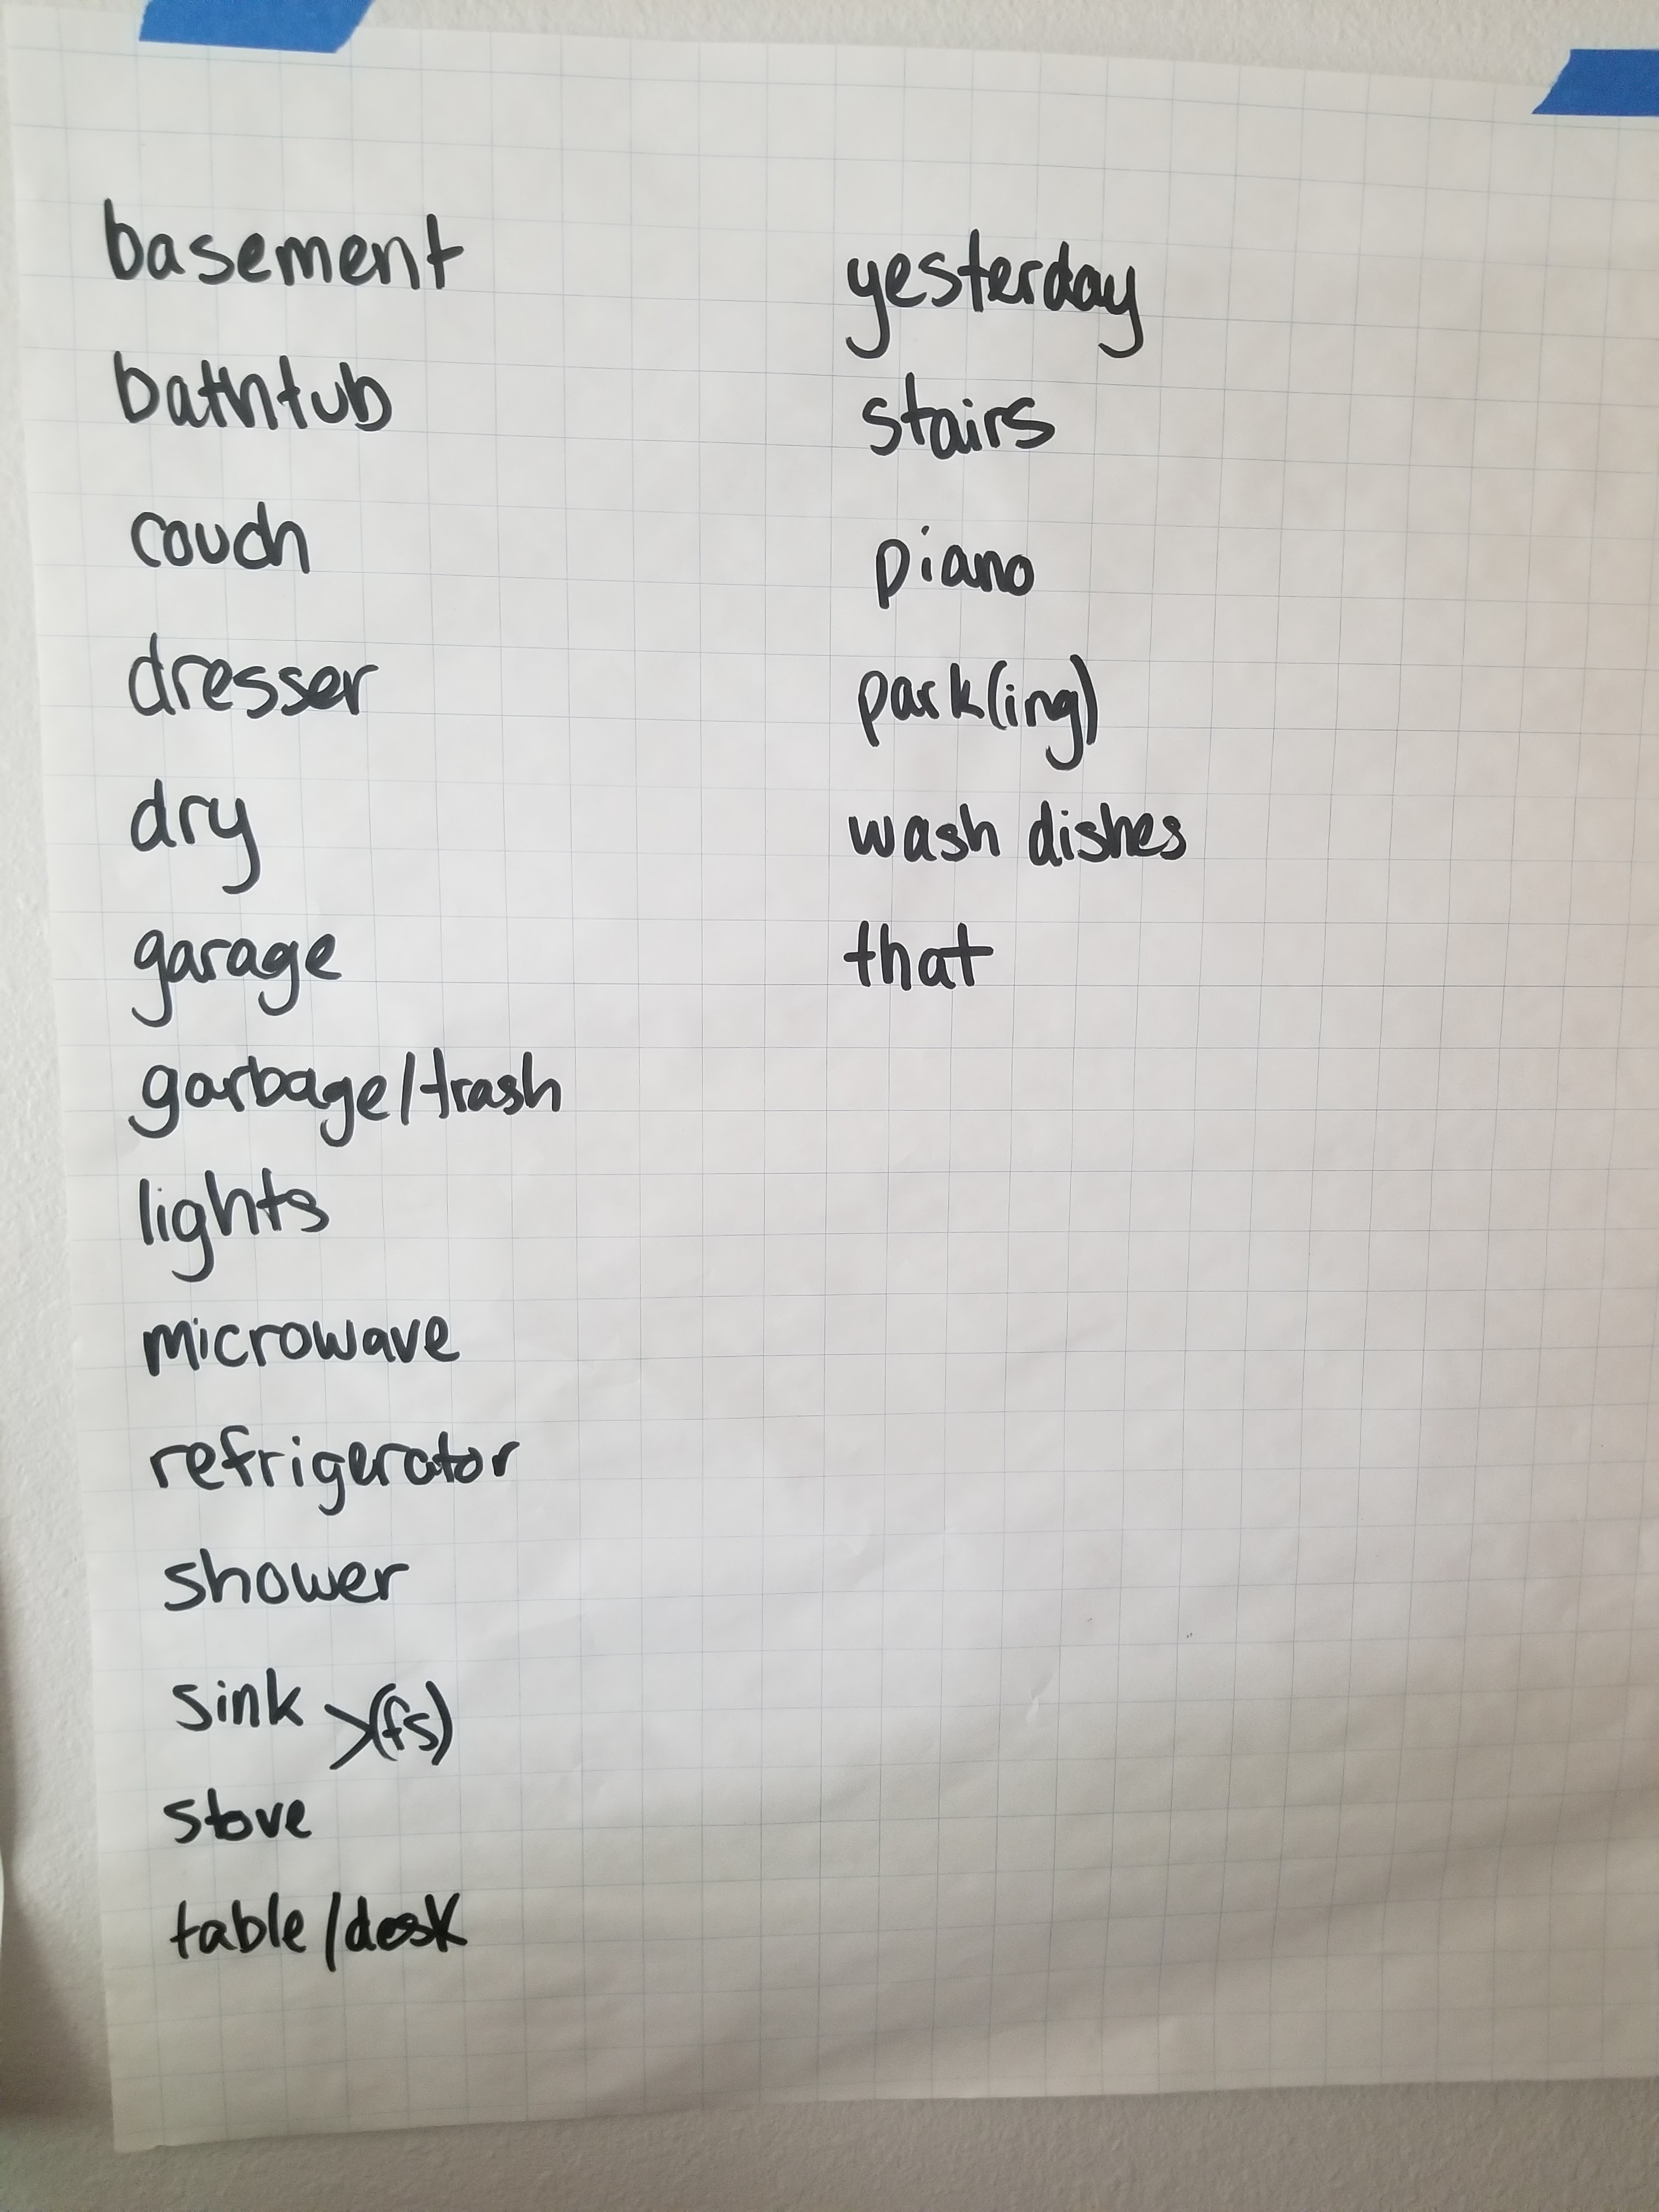 basement
bathtub
couch
dresser
dry
garage
garbage/trash
lights
microwave
refrigerator
shower
sink >(fs)
stove
table/desk
yesterday
stairs
piano
park(ing)
wash dishes
that